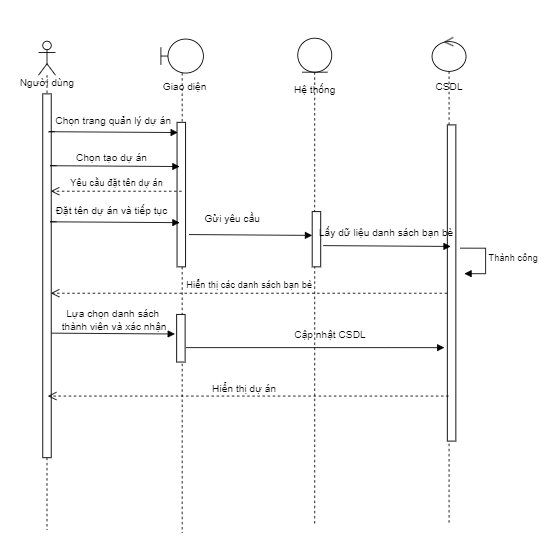 Người dùng
Giao diện
Hệ thống
CSDL
Chọn trang quản lý dự án
Chọn tạo dự án
Yêu cầu đặt tên dự án
Đặt tên dự án và tiếp tục
Gửi yêu cầu
Lấy dữ liệu danh sách bạn bè
Thành công
Hiển thị các danh sách bạn bè
Lựa chọn danh sách
thành viên và xác nhận
Cập nhật CSDL
Hiển thị dự án